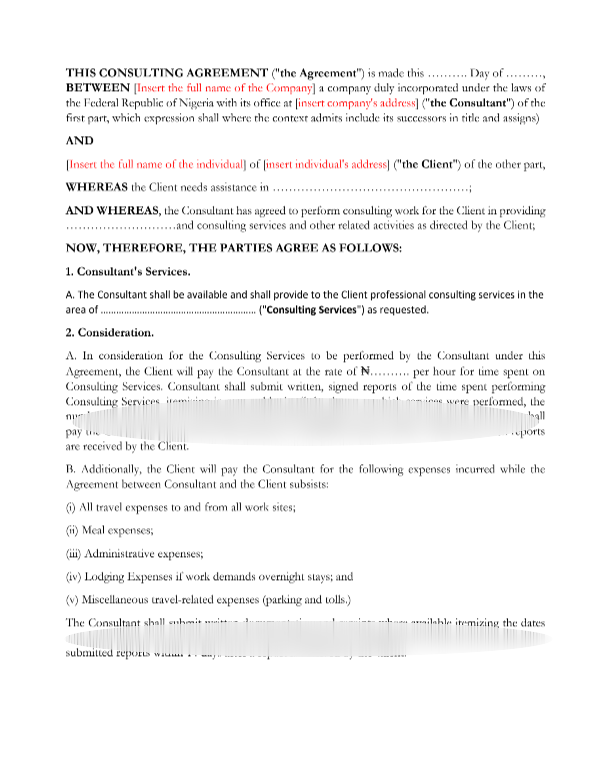 THIS CONSULTING AGREEMENT ("the Agreement") is made this ………. Day of ………,
BETWEEN [Insert the full name of the Company] a company duly incorporated under the laws of
the Federal Republic of Nigeria with its office at [insert company's address] ("the Consultant") of the
first part, which expression shall where the context admits include its successors in title and assigns)
AND
[Insert the full name of the individual] of [insert individual's address] ("the Client") of the other part,
WHEREAS the Client needs assistance in …………………………………………;
AND WHEREAS, the Consultant has agreed to perform consulting work for the Client in providing
………………………and consulting services and other related activities as directed by the Client;
NOW, THEREFORE, THE PARTIES AGREE AS FOLLOWS:
1. Consultant's Services.
A. The Consultant shall be available and shall provide to the Client professional consulting services in the
area of ………………………………………………… ("Consulting Services") as requested.
2. Consideration.
A. In consideration for the Consulting Services to be performed by the Consultant under this
Agreement, the Client will pay the Consultant at the rate of ₦………. per hour for time spent on
Consulting Services. Consultant shall submit written, signed reports of the time spent performing
Consulting Services, were performed, the
shall
pay reports
are received by the Client.
B. Additionally, the Client will pay the Consultant for the following expenses incurred while the
Agreement between Consultant and the Client subsists:
(i) All travel expenses to and from all work sites;
(ii) Meal expenses;
(iii) Administrative expenses;
(iv) Lodging Expenses if work demands overnight stays; and
(v) Miscellaneous travel-related expenses (parking and tolls.)
The Consultant shall submit available itemizing the dates
submitted reports within